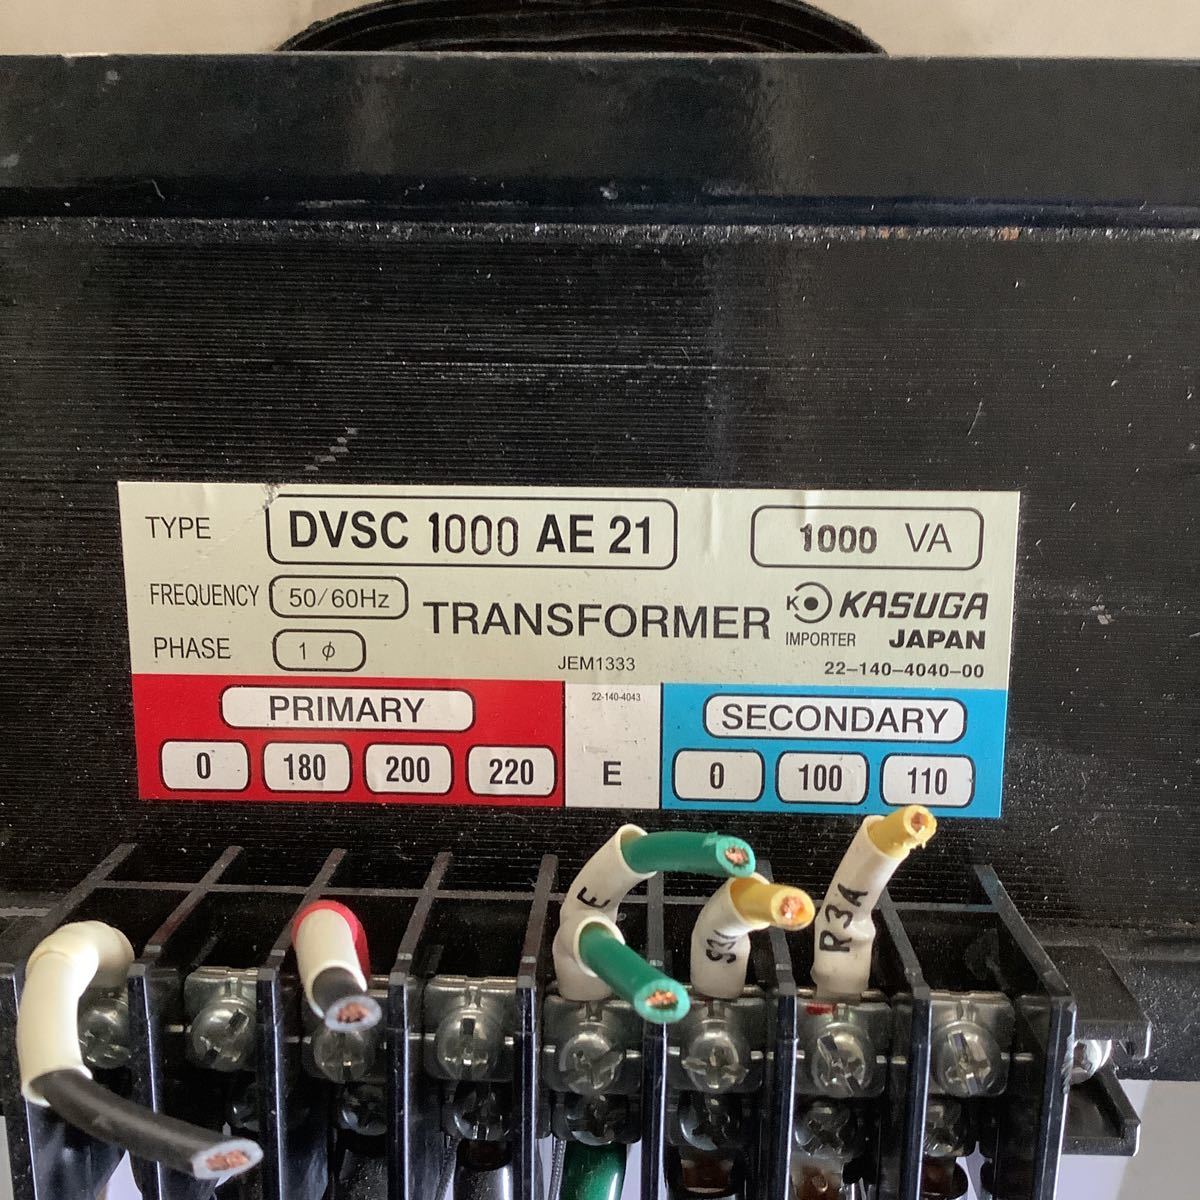 TYPE DVSC 1000 AE 21 1000 VA
FREQUENCY 50/60Hz TRANSFORMER KASUGA
PHASE 1 φ IMPORTER JAPAN
JEM1333 22-140-4040-00
PRIMARY 22-140-4043 SECONDARY
0 180 200 220 E 0 100 110
E
R3A